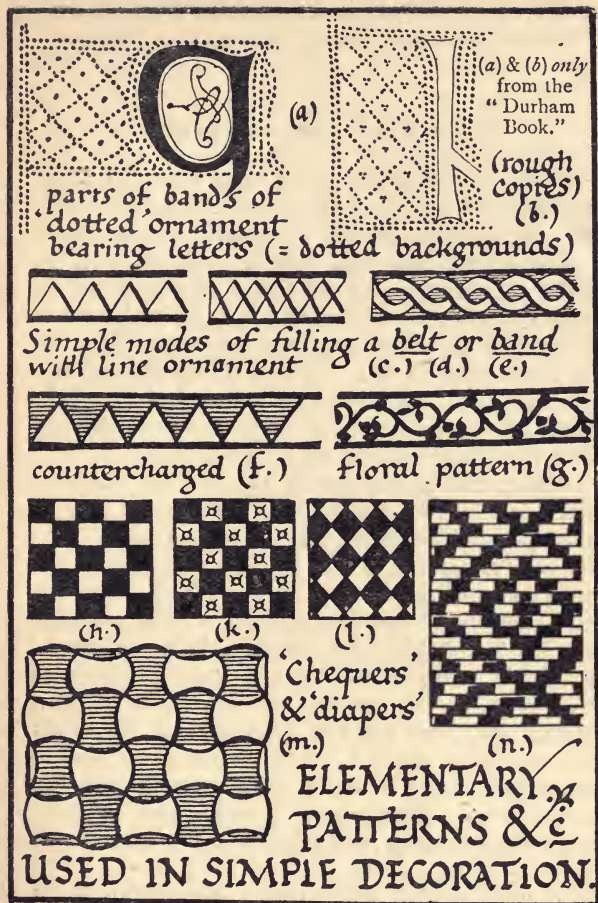 g
(a)
(a) & (b) only
from the
“ Durham
Book.”
(rough
copies)
(b.)
parts of bands of
‘dotted’ ornament
bearing letters (= dotted backgrounds)
Simple modes of filling a belt or band
with line ornament (c.) (d.) (e.)
countercharged (f.)
floral pattern (g.)
(h.) (k.) (l.)
‘Chequers’
& ‘diapers’
(m.)
(n.)
ELEMENTARY
PATTERNS &c
USED IN SIMPLE DECORATION.